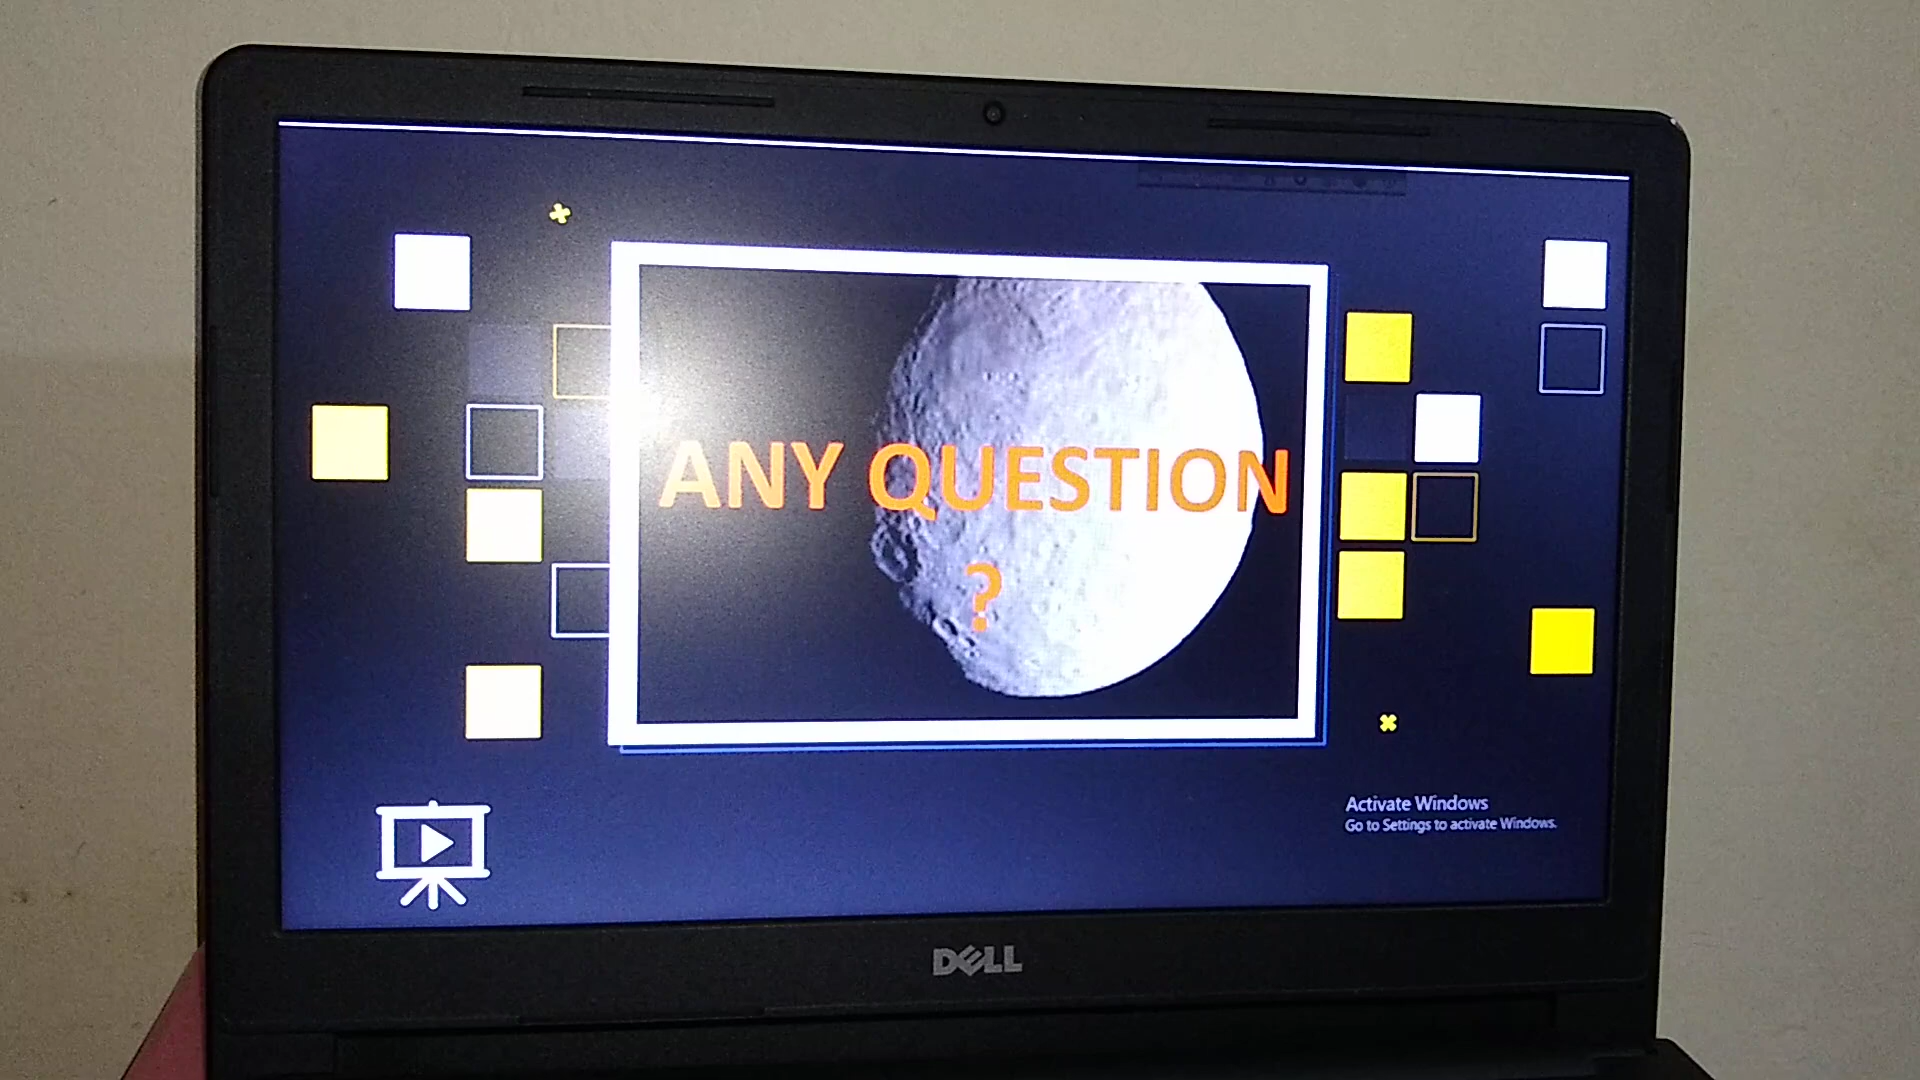 ANY QUESTION
?
Activate Windows
Go to Settings to activate Windows.
DELL